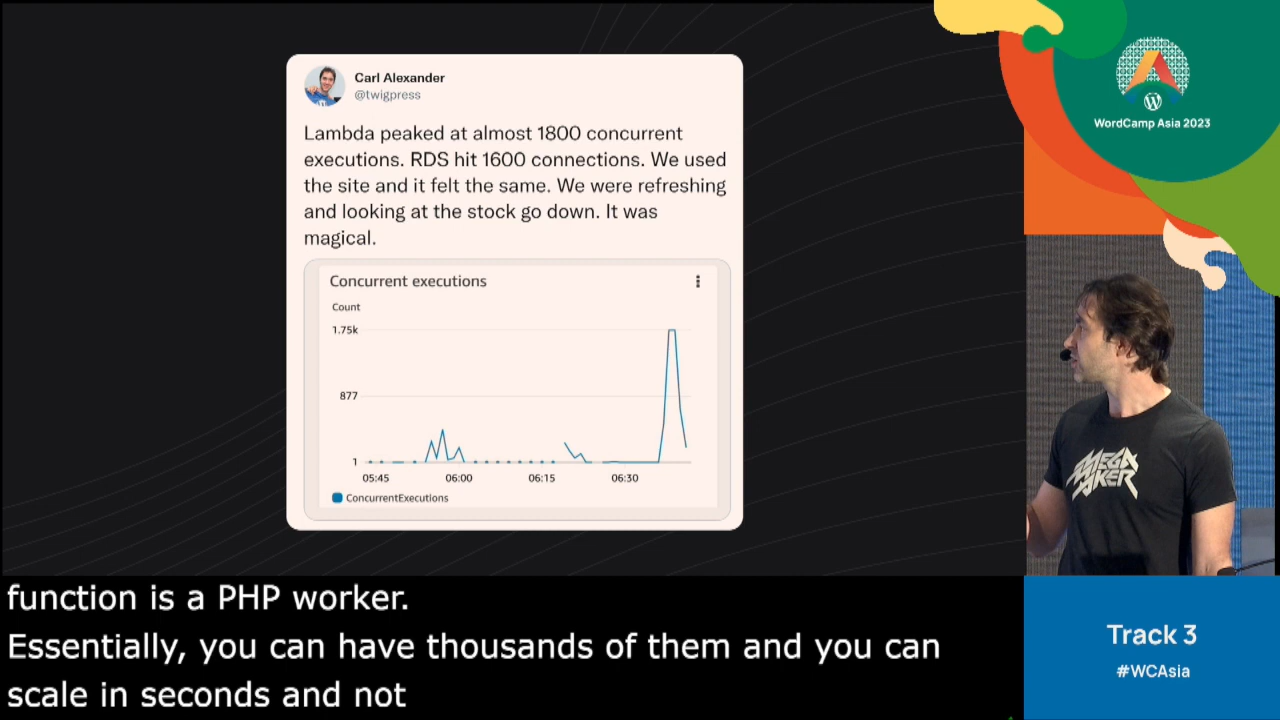 Carl Alexander
@twigpress
Lambda peaked at almost 1800 concurrent
executions. RDS hit 1600 connections. We used
the site and it felt the same. We were refreshing
and looking at the stock go down. It was
magical.
Concurrent executions
Count
1.75k
877
1
05:45 06:00 06:15 06:30
ConcurrentExecutions
WordCamp Asia 2023
MEGA
MAKER
function is a PHP worker.
Essentially, you can have thousands of them and you can
scale in seconds and not
Track 3
#WCAsia